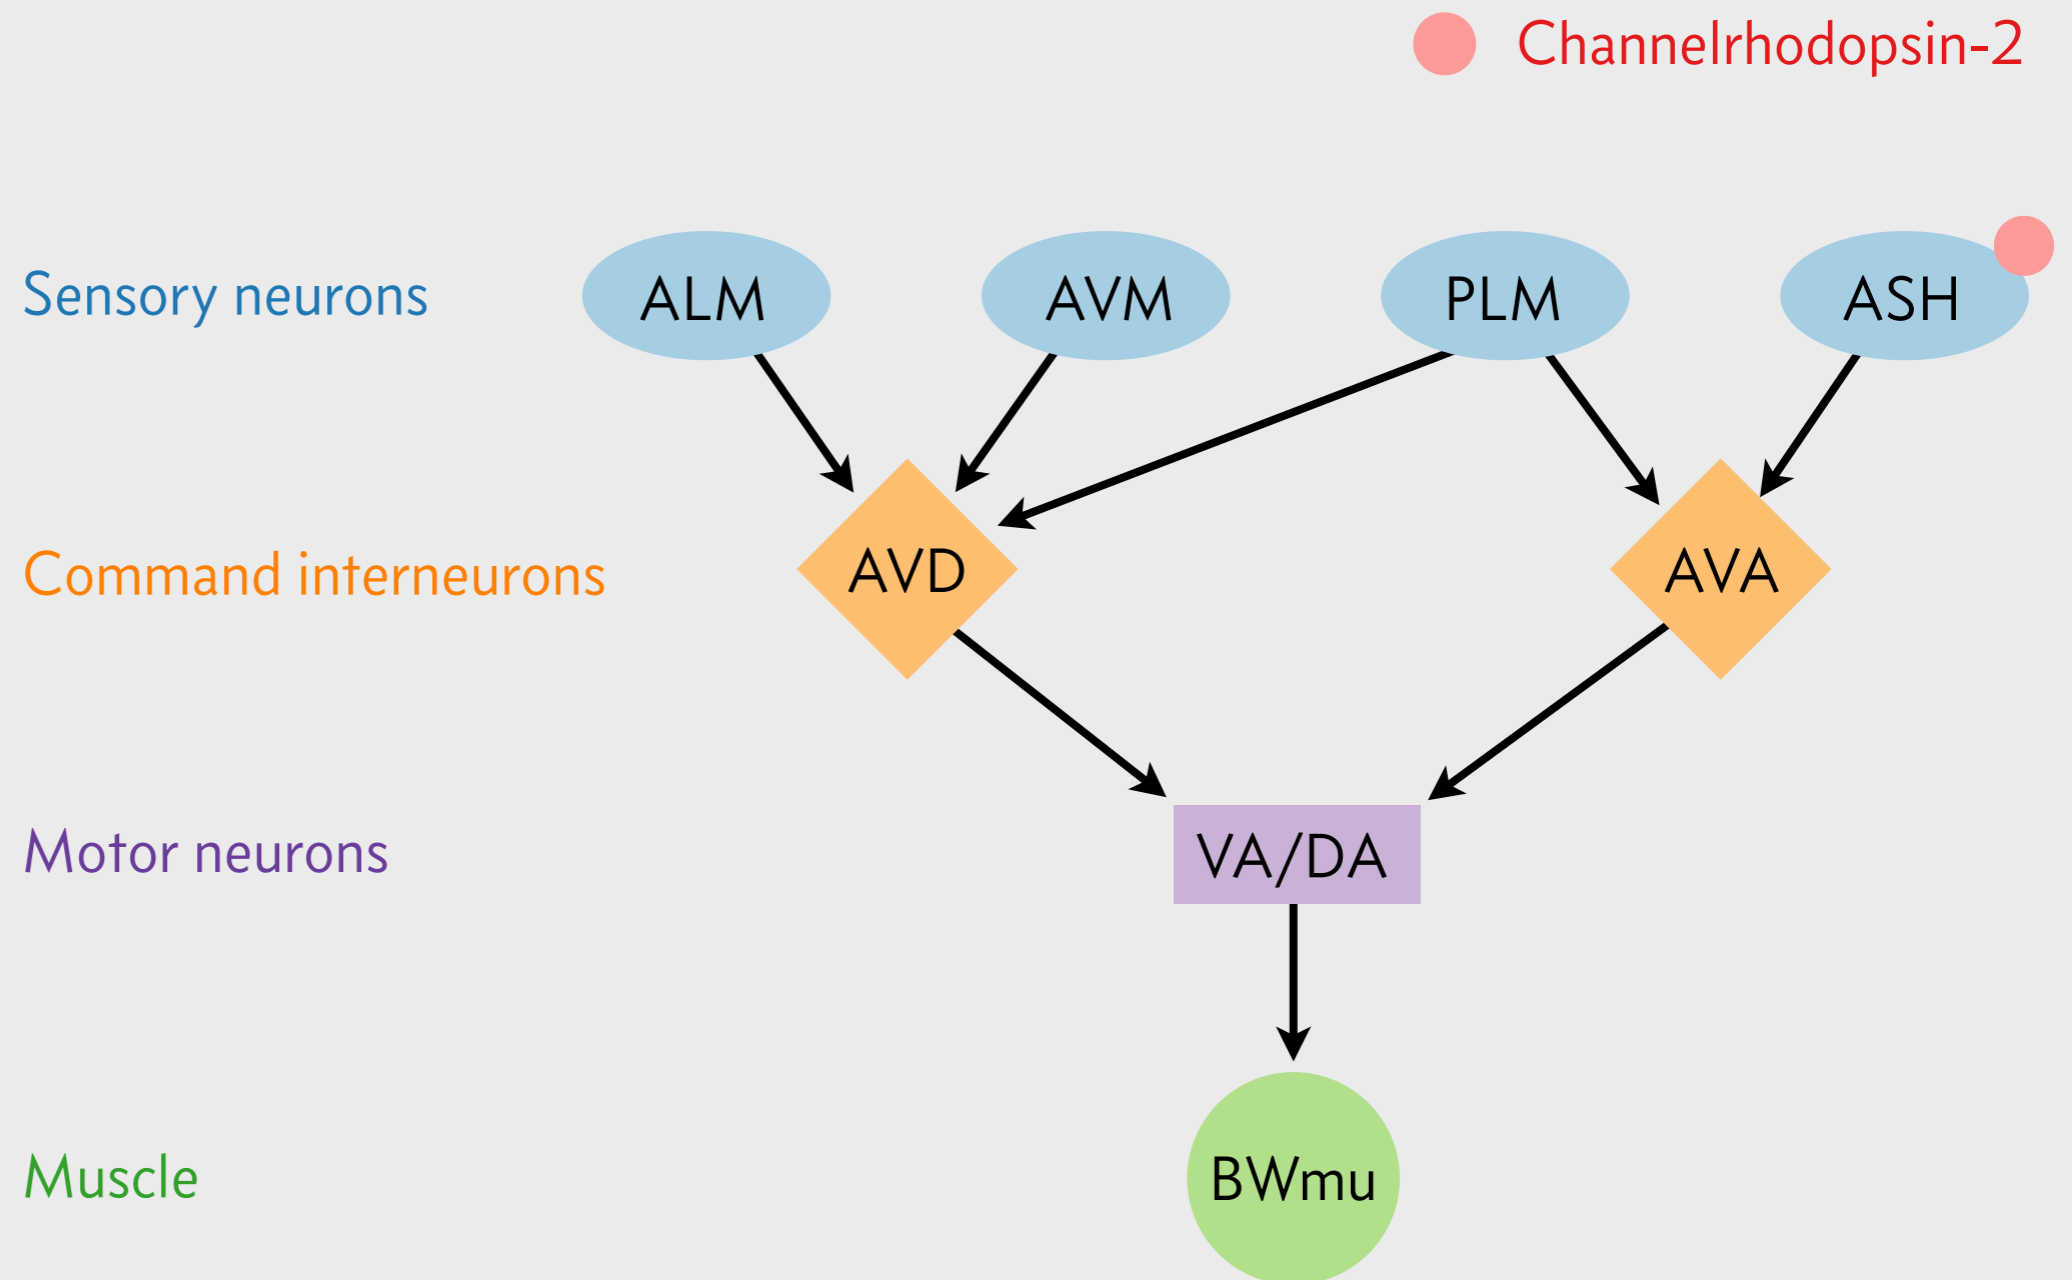 Channelrhodopsin-2
Sensory neurons
ALM
AVM
PLM
ASH
Command interneurons
AVD
AVA
Motor neurons
VA/DA
Muscle
BWmu